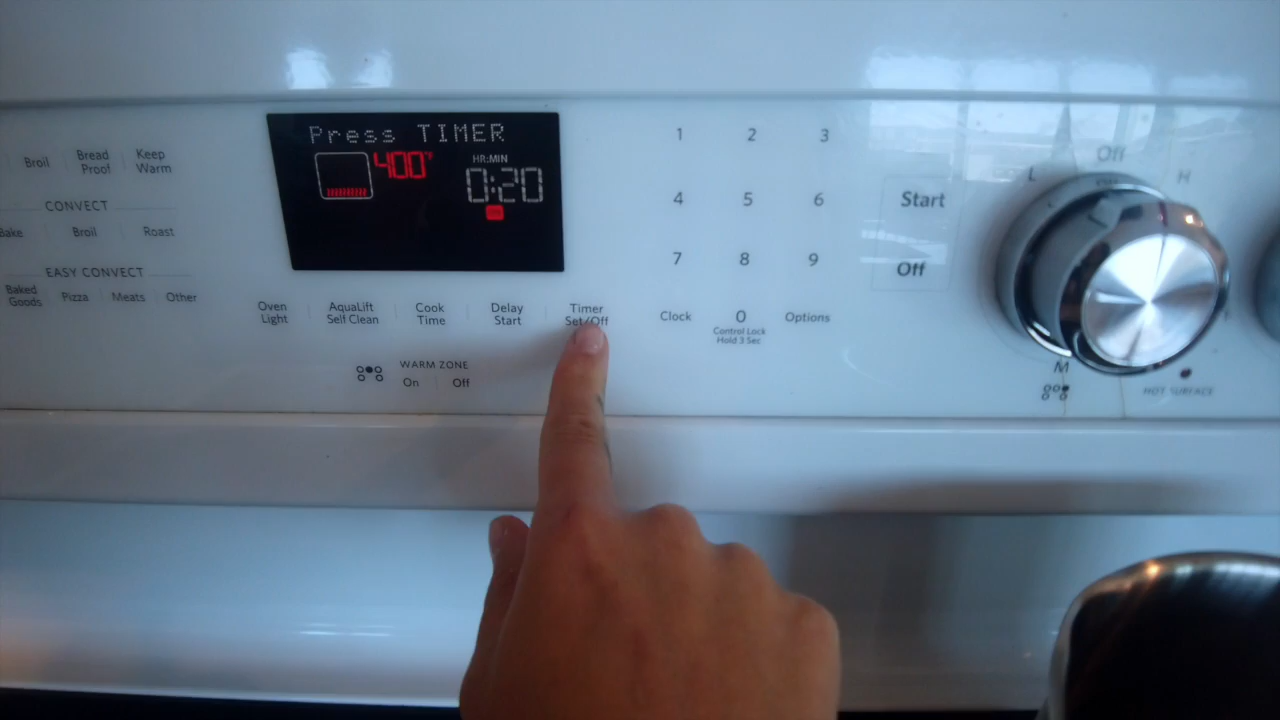 Press TIMER
400°F
HR:MIN
0:20
Broil
Bread
Proof
Keep
Warm
CONVECT
Bake
Broil
Roast
EASY CONVECT
Baked
Goods
Pizza
Meats
Other
Oven
Light
AquaLift
Self Clean
Cook
Time
Delay
Start
Timer
Set/Off
WARM ZONE
On
Off
1 2 3
4 5 6
7 8 9
Clock
0
Control Lock
Hold 3 Sec
Options
Start
Off
Off
L
H
M
HOT SURFACE